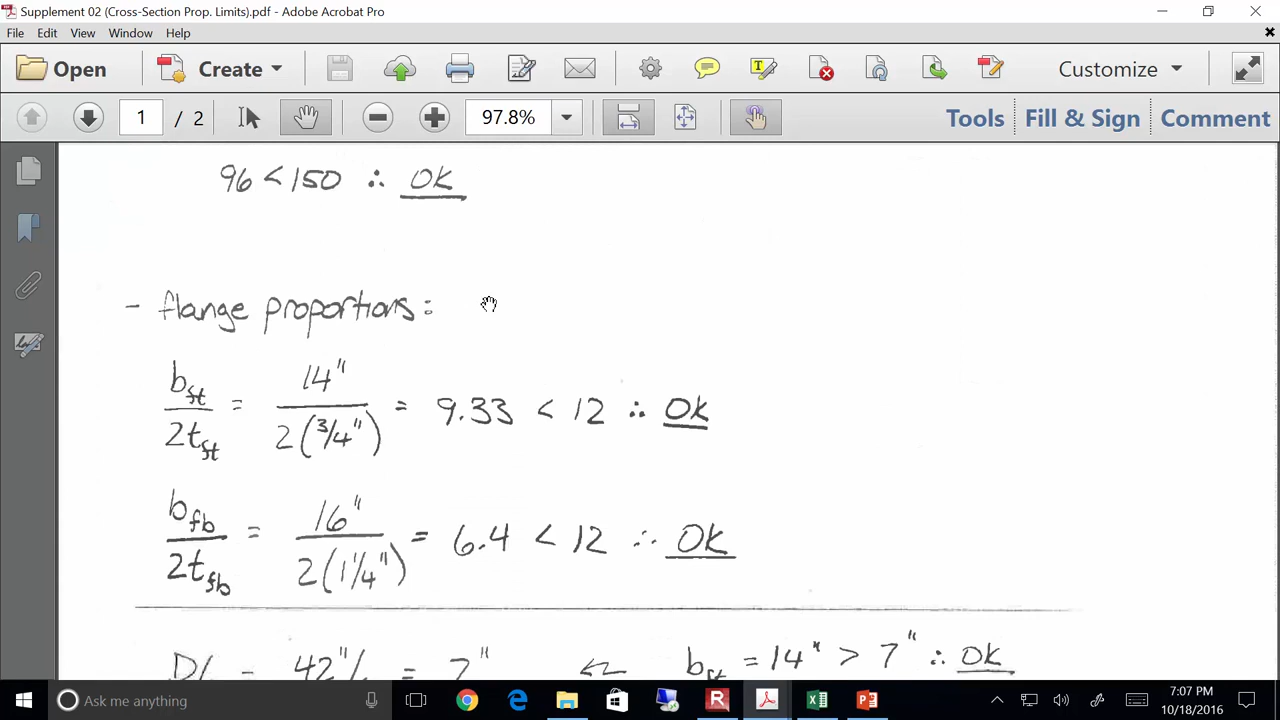 Supplement 02 (Cross-Section Prop. Limits).pdf - Adobe Acrobat Pro
File Edit View Window Help
Open Create Customize
1 / 2 97.8% Tools Fill & Sign Comment
96 < 150 ∴ OK
- flange proportions:
b_ft / 2t_ft = 14" / 2(3/4") = 9.33 < 12 ∴ OK
b_fb / 2t_fb = 16" / 2(1 1/4") = 6.4 < 12 ∴ OK
= 42"/ = 7" ⇐ b_ft = 14" > 7" ∴ OK
Ask me anything
7:07 PM
10/18/2016